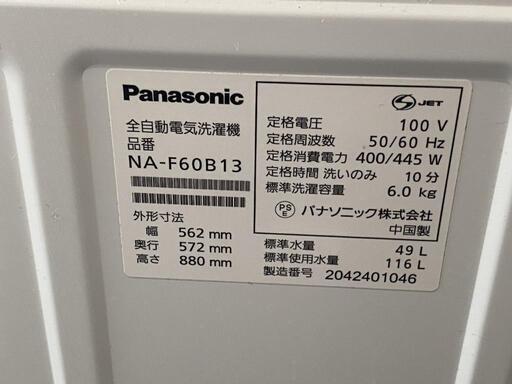 Panasonic
全自動電気洗濯機
品番
NA-F60B13
外形寸法
幅 562 mm
奥行 572 mm
高さ 880 mm
S JET
定格電圧 100 V
定格周波数 50/60 Hz
定格消費電力 400/445 W
定格時間 洗いのみ 10 分
標準洗濯容量 6.0 kg
PS E パナソニック株式会社
中国製
標準水量 49 L
標準使用水量 116 L
製造番号 2042401046